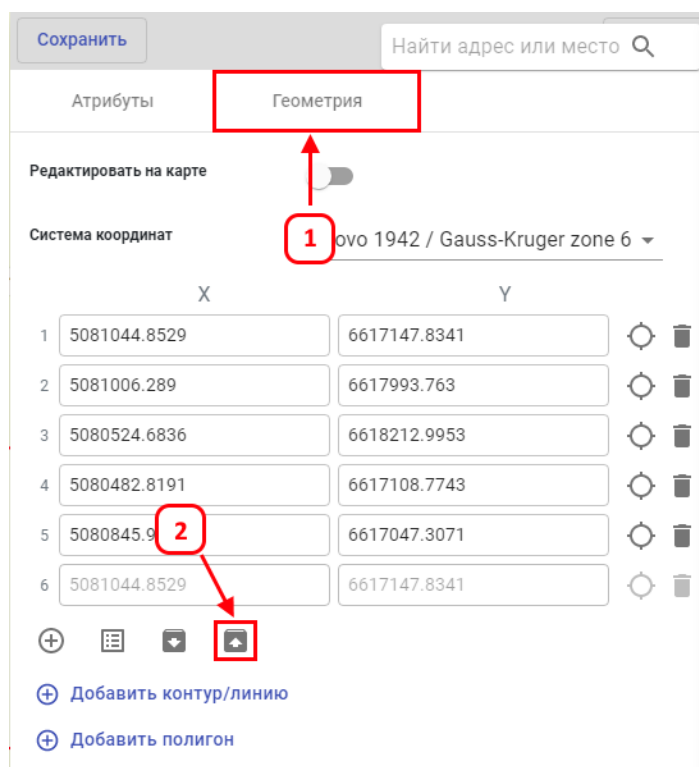 Сохранить
Найти адрес или место
Атрибуты Геометрия
Редактировать на карте
Система координат
1
ovo 1942 / Gauss-Kruger zone 6
X Y
1 5081044.8529 6617147.8341
2 5081006.289 6617993.763
3 5080524.6836 6618212.9953
4 5080482.8191 6617108.7743
5 5080845.9 6617047.3071
2
6 5081044.8529 6617147.8341
Добавить контур/линию
Добавить полигон